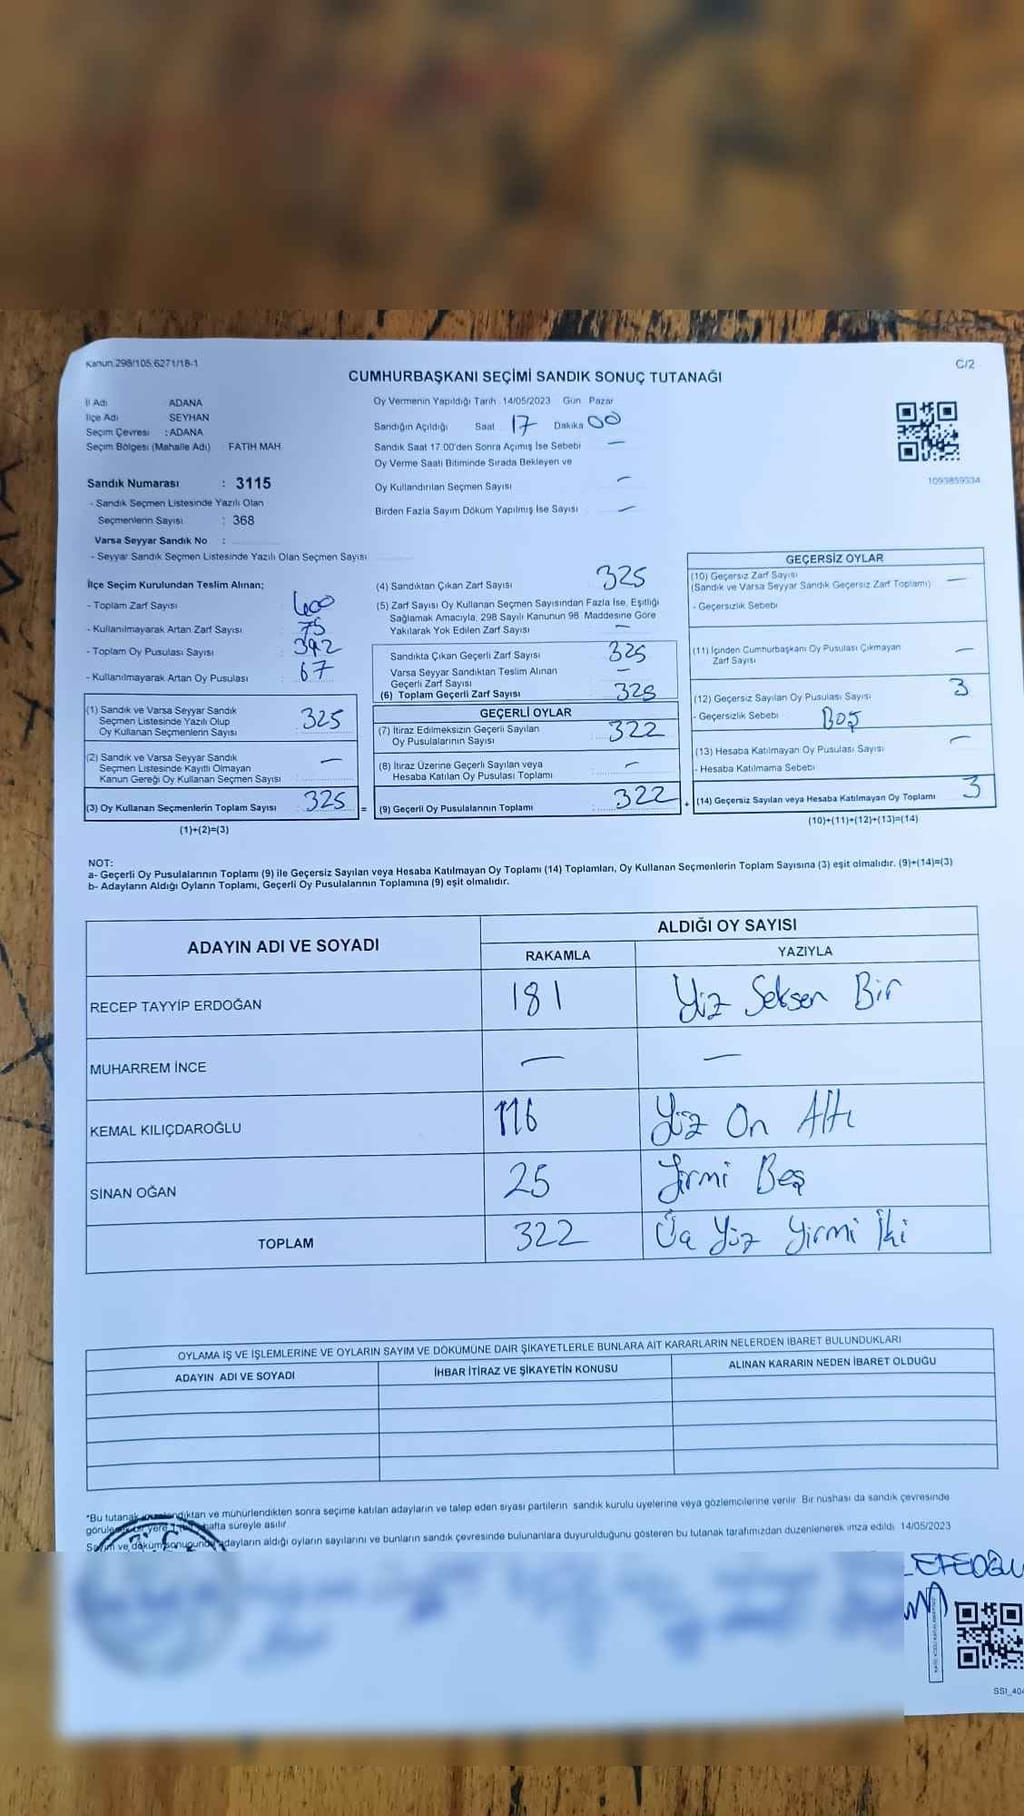 Kanun.298/105,6271/18-1
C/2
CUMHURBAŞKANI SEÇİMİ SANDIK SONUÇ TUTANAĞI
İl Adı ADANA
İlçe Adı SEYHAN
Seçim Çevresi : ADANA
Seçim Bölgesi (Mahalle Adı) FATİH MAH.
Sandık Numarası : 3115
- Sandık Seçmen Listesinde Yazılı Olan
Seçmenlerin Sayısı : 368
Varsa Seyyar Sandık No :
- Seyyar Sandık Seçmen Listesinde Yazılı Olan Seçmen Sayısı
Oy Vermenin Yapıldığı Tarih : 14/05/2023 Gün : Pazar
Sandığın Açıldığı Saat 17 Dakika 00
Sandık Saat 17.00'den Sonra Açımış İse Sebebi —
Oy Verme Saati Bitiminde Sırada Bekleyen ve
Oy Kullandırılan Seçmen Sayısı —
Birden Fazla Sayım Döküm Yapılmış İse Sayısı —
1093859334
İlçe Seçim Kurulundan Teslim Alınan;
- Toplam Zarf Sayısı 400
- Kullanılmayarak Artan Zarf Sayısı : 75
- Toplam Oy Pusulası Sayısı 392
- Kullanılmayarak Artan Oy Pusulası : 67
(1) Sandık ve Varsa Seyyar Sandık
Seçmen Listesinde Yazılı Olup
Oy Kullanan Seçmenlerin Sayısı 325
(2) Sandık ve Varsa Seyyar Sandık
Seçmen Listesinde Kayıtlı Olmayan
Kanun Gereği Oy Kullanan Seçmen Sayısı —
(3) Oy Kullanan Seçmenlerin Toplam Sayısı 325 =
(1)+(2)=(3)
(4) Sandıktan Çıkan Zarf Sayısı 325
(5) Zarf Sayısı Oy Kullanan Seçmen Sayısından Fazla İse, Eşitliği
Sağlamak Amacıyla, 298 Sayılı Kanunun 98. Maddesine Göre
Yakılarak Yok Edilen Zarf Sayısı —
Sandıkta Çıkan Geçerli Zarf Sayısı 325
Varsa Seyyar Sandıktan Teslim Alınan
Geçerli Zarf Sayısı —
(6) Toplam Geçerli Zarf Sayısı 325
GEÇERLİ OYLAR
(7) İtiraz Edilmeksizin Geçerli Sayılan
Oy Pusulalarının Sayısı 322
(8) İtiraz Üzerine Geçerli Sayılan veya
Hesaba Katılan Oy Pusulası Toplamı —
(9) Geçerli Oy Pusulalarının Toplamı 322 +
GEÇERSİZ OYLAR
(10) Geçersiz Zarf Sayısı
(Sandık ve Varsa Seyyar Sandık Geçersiz Zarf Toplamı) —
- Geçersizlik Sebebi
(11) İçinden Cumhurbaşkanı Oy Pusulası Çıkmayan
Zarf Sayısı —
(12) Geçersiz Sayılan Oy Pusulası Sayısı 3
- Geçersizlik Sebebi BOŞ
(13) Hesaba Katılmayan Oy Pusulası Sayısı —
- Hesaba Katılmama Sebebi
(14) Geçersiz Sayılan veya Hesaba Katılmayan Oy Toplamı 3
(10)+(11)+(12)+(13)=(14)
NOT:
a- Geçerli Oy Pusulalarının Toplamı (9) ile Geçersiz Sayılan veya Hesaba Katılmayan Oy Toplamı (14) Toplamları, Oy Kullanan Seçmenlerin Toplam Sayısına (3) eşit olmalıdır. (9)+(14)=(3)
b- Adayların Aldığı Oyların Toplamı, Geçerli Oy Pusulalarının Toplamına (9) eşit olmalıdır.
ADAYIN ADI VE SOYADI
ALDIĞI OY SAYISI
RAKAMLA YAZIYLA
RECEP TAYYİP ERDOĞAN 181 Yüz Seksen Bir
MUHARREM İNCE — —
KEMAL KILIÇDAROĞLU 116 Yüz On Altı
SİNAN OĞAN 25 Yirmi Beş
TOPLAM 322 Üç Yüz Yirmi İki
OYLAMA İŞ VE İŞLEMLERİNE VE OYLARIN SAYIM VE DÖKÜMÜNE DAİR ŞİKAYETLERLE BUNLARA AİT KARARLARIN NELERDEN İBARET BULUNDUKLARI
ADAYIN ADI VE SOYADI İHBAR İTİRAZ VE ŞİKAYETİN KONUSU ALINAN KARARIN NEDEN İBARET OLDUĞU
*Bu tutanak ve mühürlendikten sonra seçime katılan adayların ve talep eden siyasi partilerin sandık kurulu üyelerine veya gözlemcilerine verilir. Bir nüshası da sandık çevresinde
yere hafta süreyle asılır
Sayım ve döküm sonucunda adayların aldığı oyların sayılarını ve bunların sandık çevresinde bulunanlara duyurulduğunu gösteren bu tutanak tarafımızdan düzenlenerek imza edildi. 14/05/2023